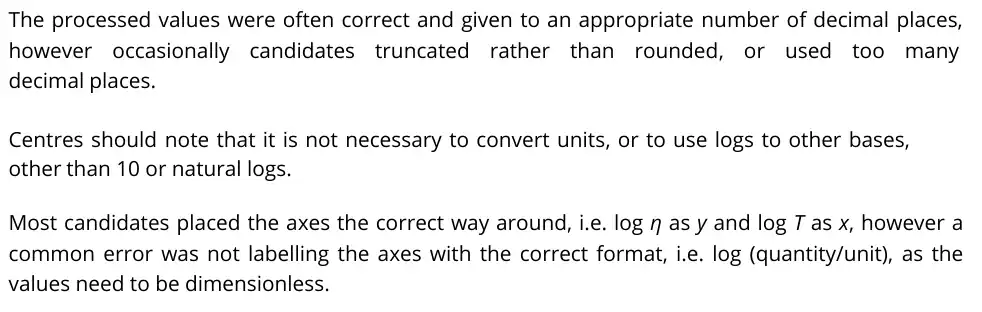 The processed values were often correct and given to an appropriate number of decimal places,
however occasionally candidates truncated rather than rounded, or used too many
decimal places.
Centres should note that it is not necessary to convert units, or to use logs to other bases,
other than 10 or natural logs.
Most candidates placed the axes the correct way around, i.e. log η as y and log T as x, however a
common error was not labelling the axes with the correct format, i.e. log (quantity/unit), as the
values need to be dimensionless.